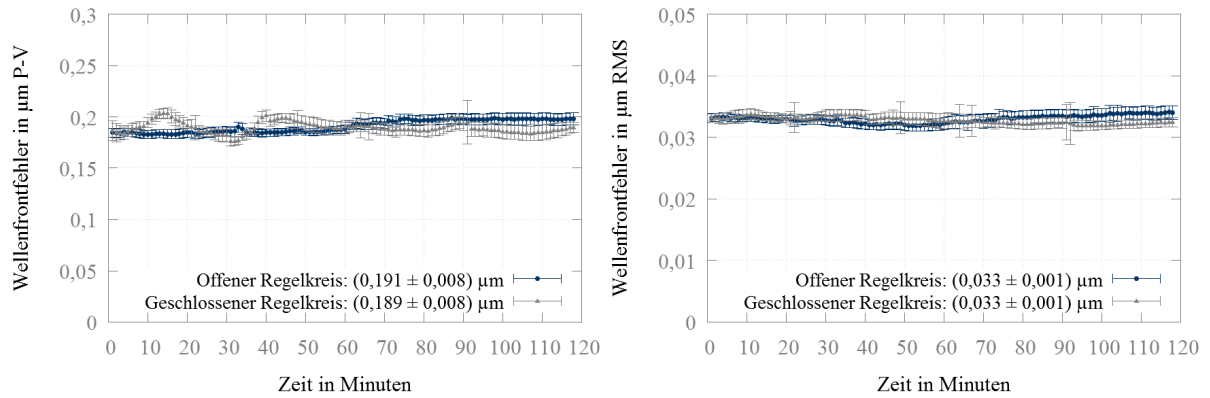 Wellenfrontfehler in µm P-V
0,3
0,25
0,2
0,15
0,1
0,05
0
Offener Regelkreis: (0,191 ± 0,008) µm
Geschlossener Regelkreis: (0,189 ± 0,008) µm
0 10 20 30 40 50 60 70 80 90 100 110 120
Zeit in Minuten
Wellenfrontfehler in µm RMS
0,05
0,04
0,03
0,02
0,01
0
Offener Regelkreis: (0,033 ± 0,001) µm
Geschlossener Regelkreis: (0,033 ± 0,001) µm
0 10 20 30 40 50 60 70 80 90 100 110 120
Zeit in Minuten